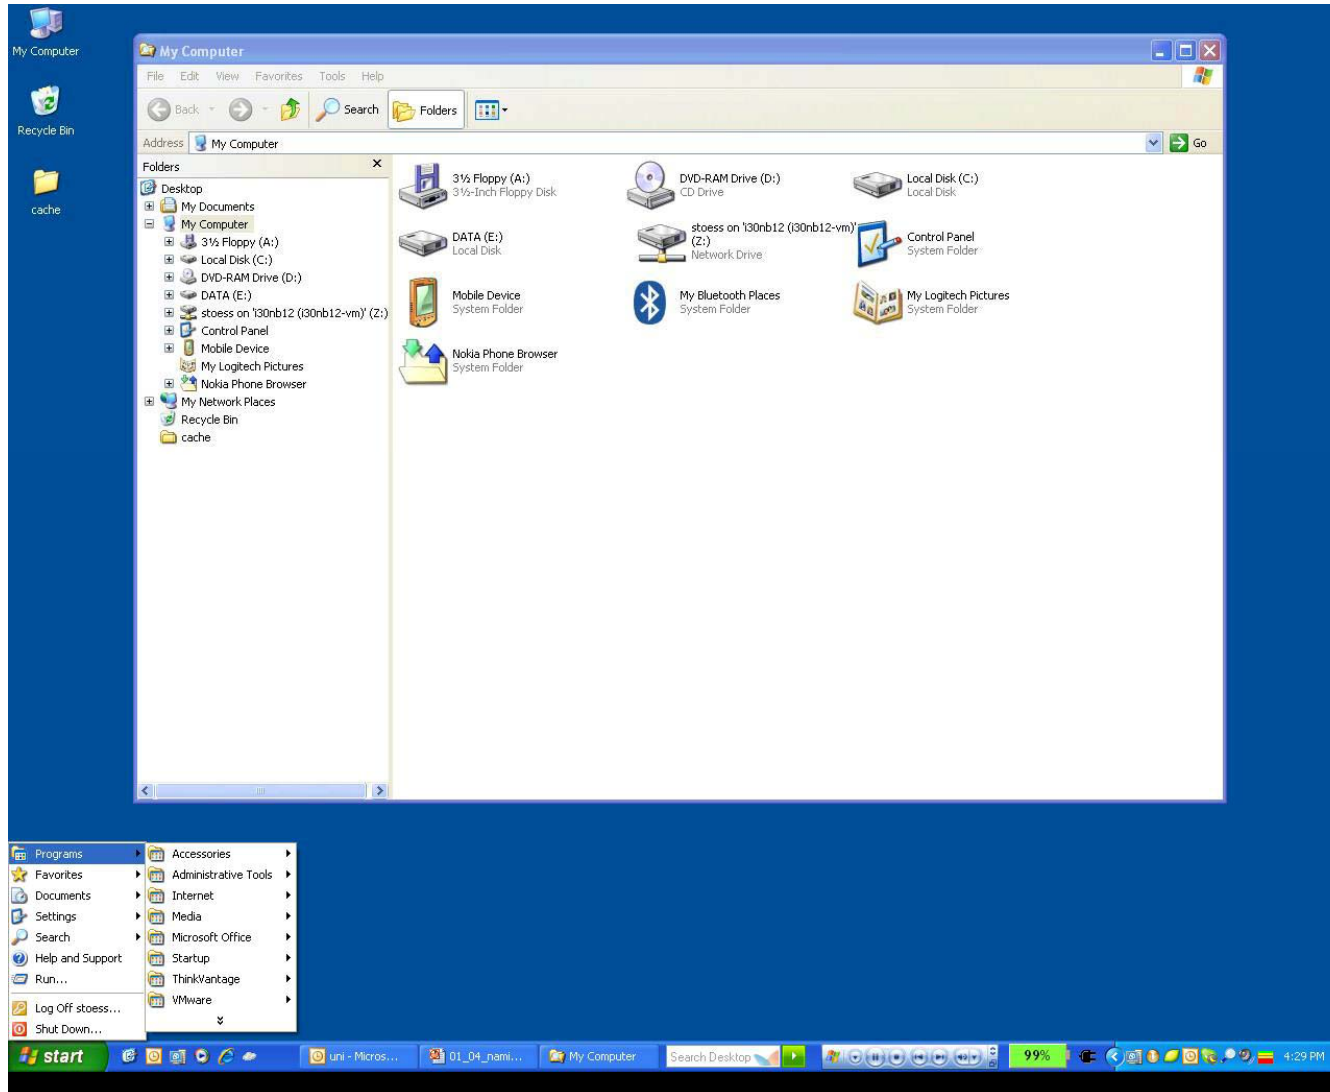 My Computer
Recycle Bin
cache
My Computer
File Edit View Favorites Tools Help
Back Search Folders
Address My Computer Go
Folders
Desktop
My Documents
My Computer
3½ Floppy (A:)
Local Disk (C:)
DVD-RAM Drive (D:)
DATA (E:)
stoess on 'i30nb12 (i30nb12-vm)' (Z:)
Control Panel
Mobile Device
My Logitech Pictures
Nokia Phone Browser
My Network Places
Recycle Bin
cache
3½ Floppy (A:)
3½-Inch Floppy Disk
DVD-RAM Drive (D:)
CD Drive
Local Disk (C:)
Local Disk
DATA (E:)
Local Disk
stoess on 'i30nb12 (i30nb12-vm)'
(Z:)
Network Drive
Control Panel
System Folder
Mobile Device
System Folder
My Bluetooth Places
System Folder
My Logitech Pictures
System Folder
Nokia Phone Browser
System Folder
Programs
Favorites
Documents
Settings
Search
Help and Support
Run...
Log Off stoess...
Shut Down...
Accessories
Administrative Tools
Internet
Media
Microsoft Office
Startup
ThinkVantage
VMware
start uni - Micros... 01_04_nami... My Computer Search Desktop 99% 4:29 PM